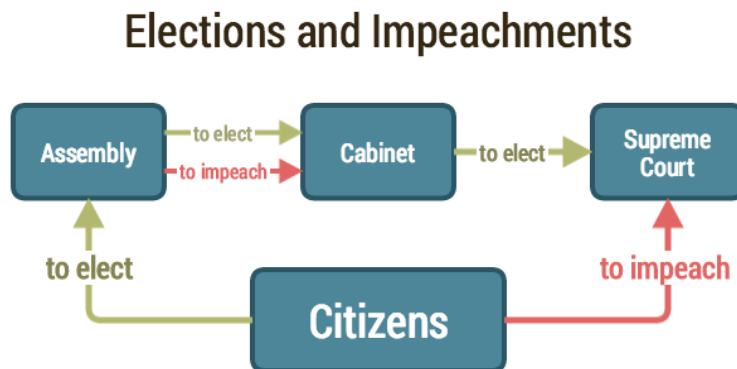 Elections and Impeachments
Assembly
to elect
to impeach
Cabinet
to elect
Supreme
Court
to elect
to impeach
Citizens